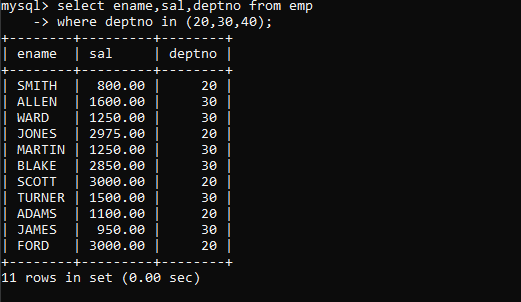 mysql> select ename,sal,deptno from emp
    -> where deptno in (20,30,40);
+--------+---------+--------+
| ename  | sal     | deptno |
+--------+---------+--------+
| SMITH  |  800.00 |     20 |
| ALLEN  | 1600.00 |     30 |
| WARD   | 1250.00 |     30 |
| JONES  | 2975.00 |     20 |
| MARTIN | 1250.00 |     30 |
| BLAKE  | 2850.00 |     30 |
| SCOTT  | 3000.00 |     20 |
| TURNER | 1500.00 |     30 |
| ADAMS  | 1100.00 |     20 |
| JAMES  |  950.00 |     30 |
| FORD   | 3000.00 |     20 |
+--------+---------+--------+
11 rows in set (0.00 sec)